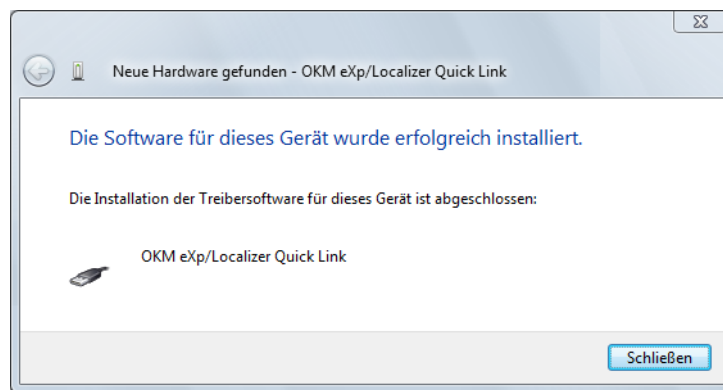 Neue Hardware gefunden - OKM eXp/Localizer Quick Link
Die Software für dieses Gerät wurde erfolgreich installiert.
Die Installation der Treibersoftware für dieses Gerät ist abgeschlossen:
OKM eXp/Localizer Quick Link
Schließen